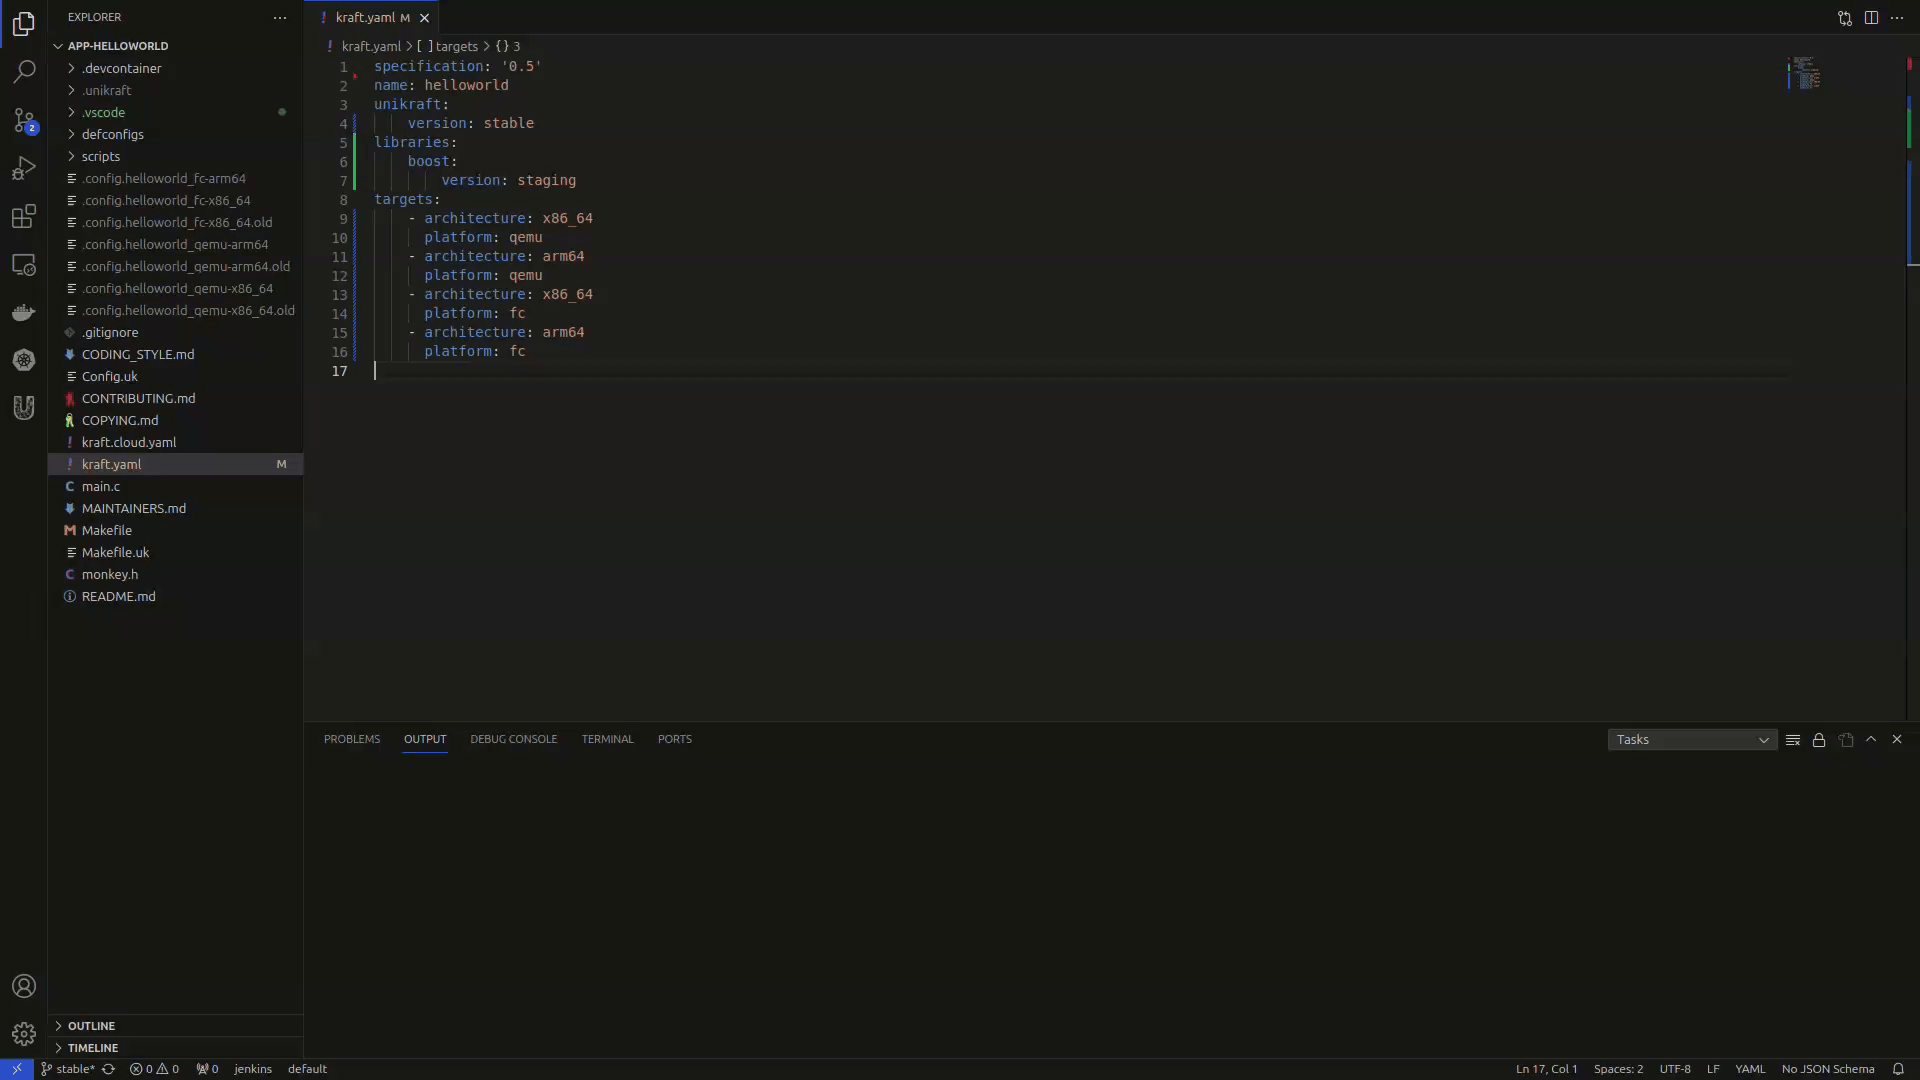 EXPLORER
kraft.yaml M
APP-HELLOWORLD
.devcontainer
.unikraft
.vscode
defconfigs
scripts
.config.helloworld_fc-arm64
.config.helloworld_fc-x86_64
.config.helloworld_fc-x86_64.old
.config.helloworld_qemu-arm64
.config.helloworld_qemu-arm64.old
.config.helloworld_qemu-x86_64
.config.helloworld_qemu-x86_64.old
.gitignore
CODING_STYLE.md
Config.uk
CONTRIBUTING.md
COPYING.md
kraft.cloud.yaml
kraft.yaml M
main.c
MAINTAINERS.md
Makefile
Makefile.uk
monkey.h
README.md
OUTLINE
TIMELINE
2
kraft.yaml > [ ] targets > {} 3
1 specification: '0.5'
2 name: helloworld
3 unikraft:
4 version: stable
5 libraries:
6 boost:
7 version: staging
8 targets:
9 - architecture: x86_64
10 platform: qemu
11 - architecture: arm64
12 platform: qemu
13 - architecture: x86_64
14 platform: fc
15 - architecture: arm64
16 platform: fc
17
PROBLEMS OUTPUT DEBUG CONSOLE TERMINAL PORTS
Tasks
stable* 0 0 0 jenkins default
Ln 17, Col 1 Spaces: 2 UTF-8 LF YAML No JSON Schema